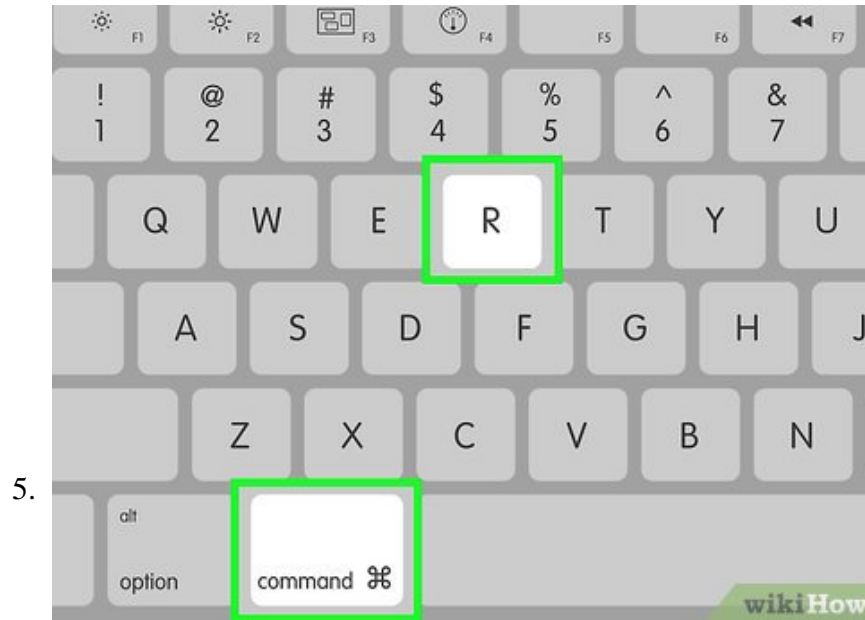 F1 F2 F3 F4 F5 F6 F7
! @ # $ % ^ &
1 2 3 4 5 6 7
Q W E R T Y U
A S D F G H J
Z X C V B N
5.
alt
option command ⌘
wikiHow